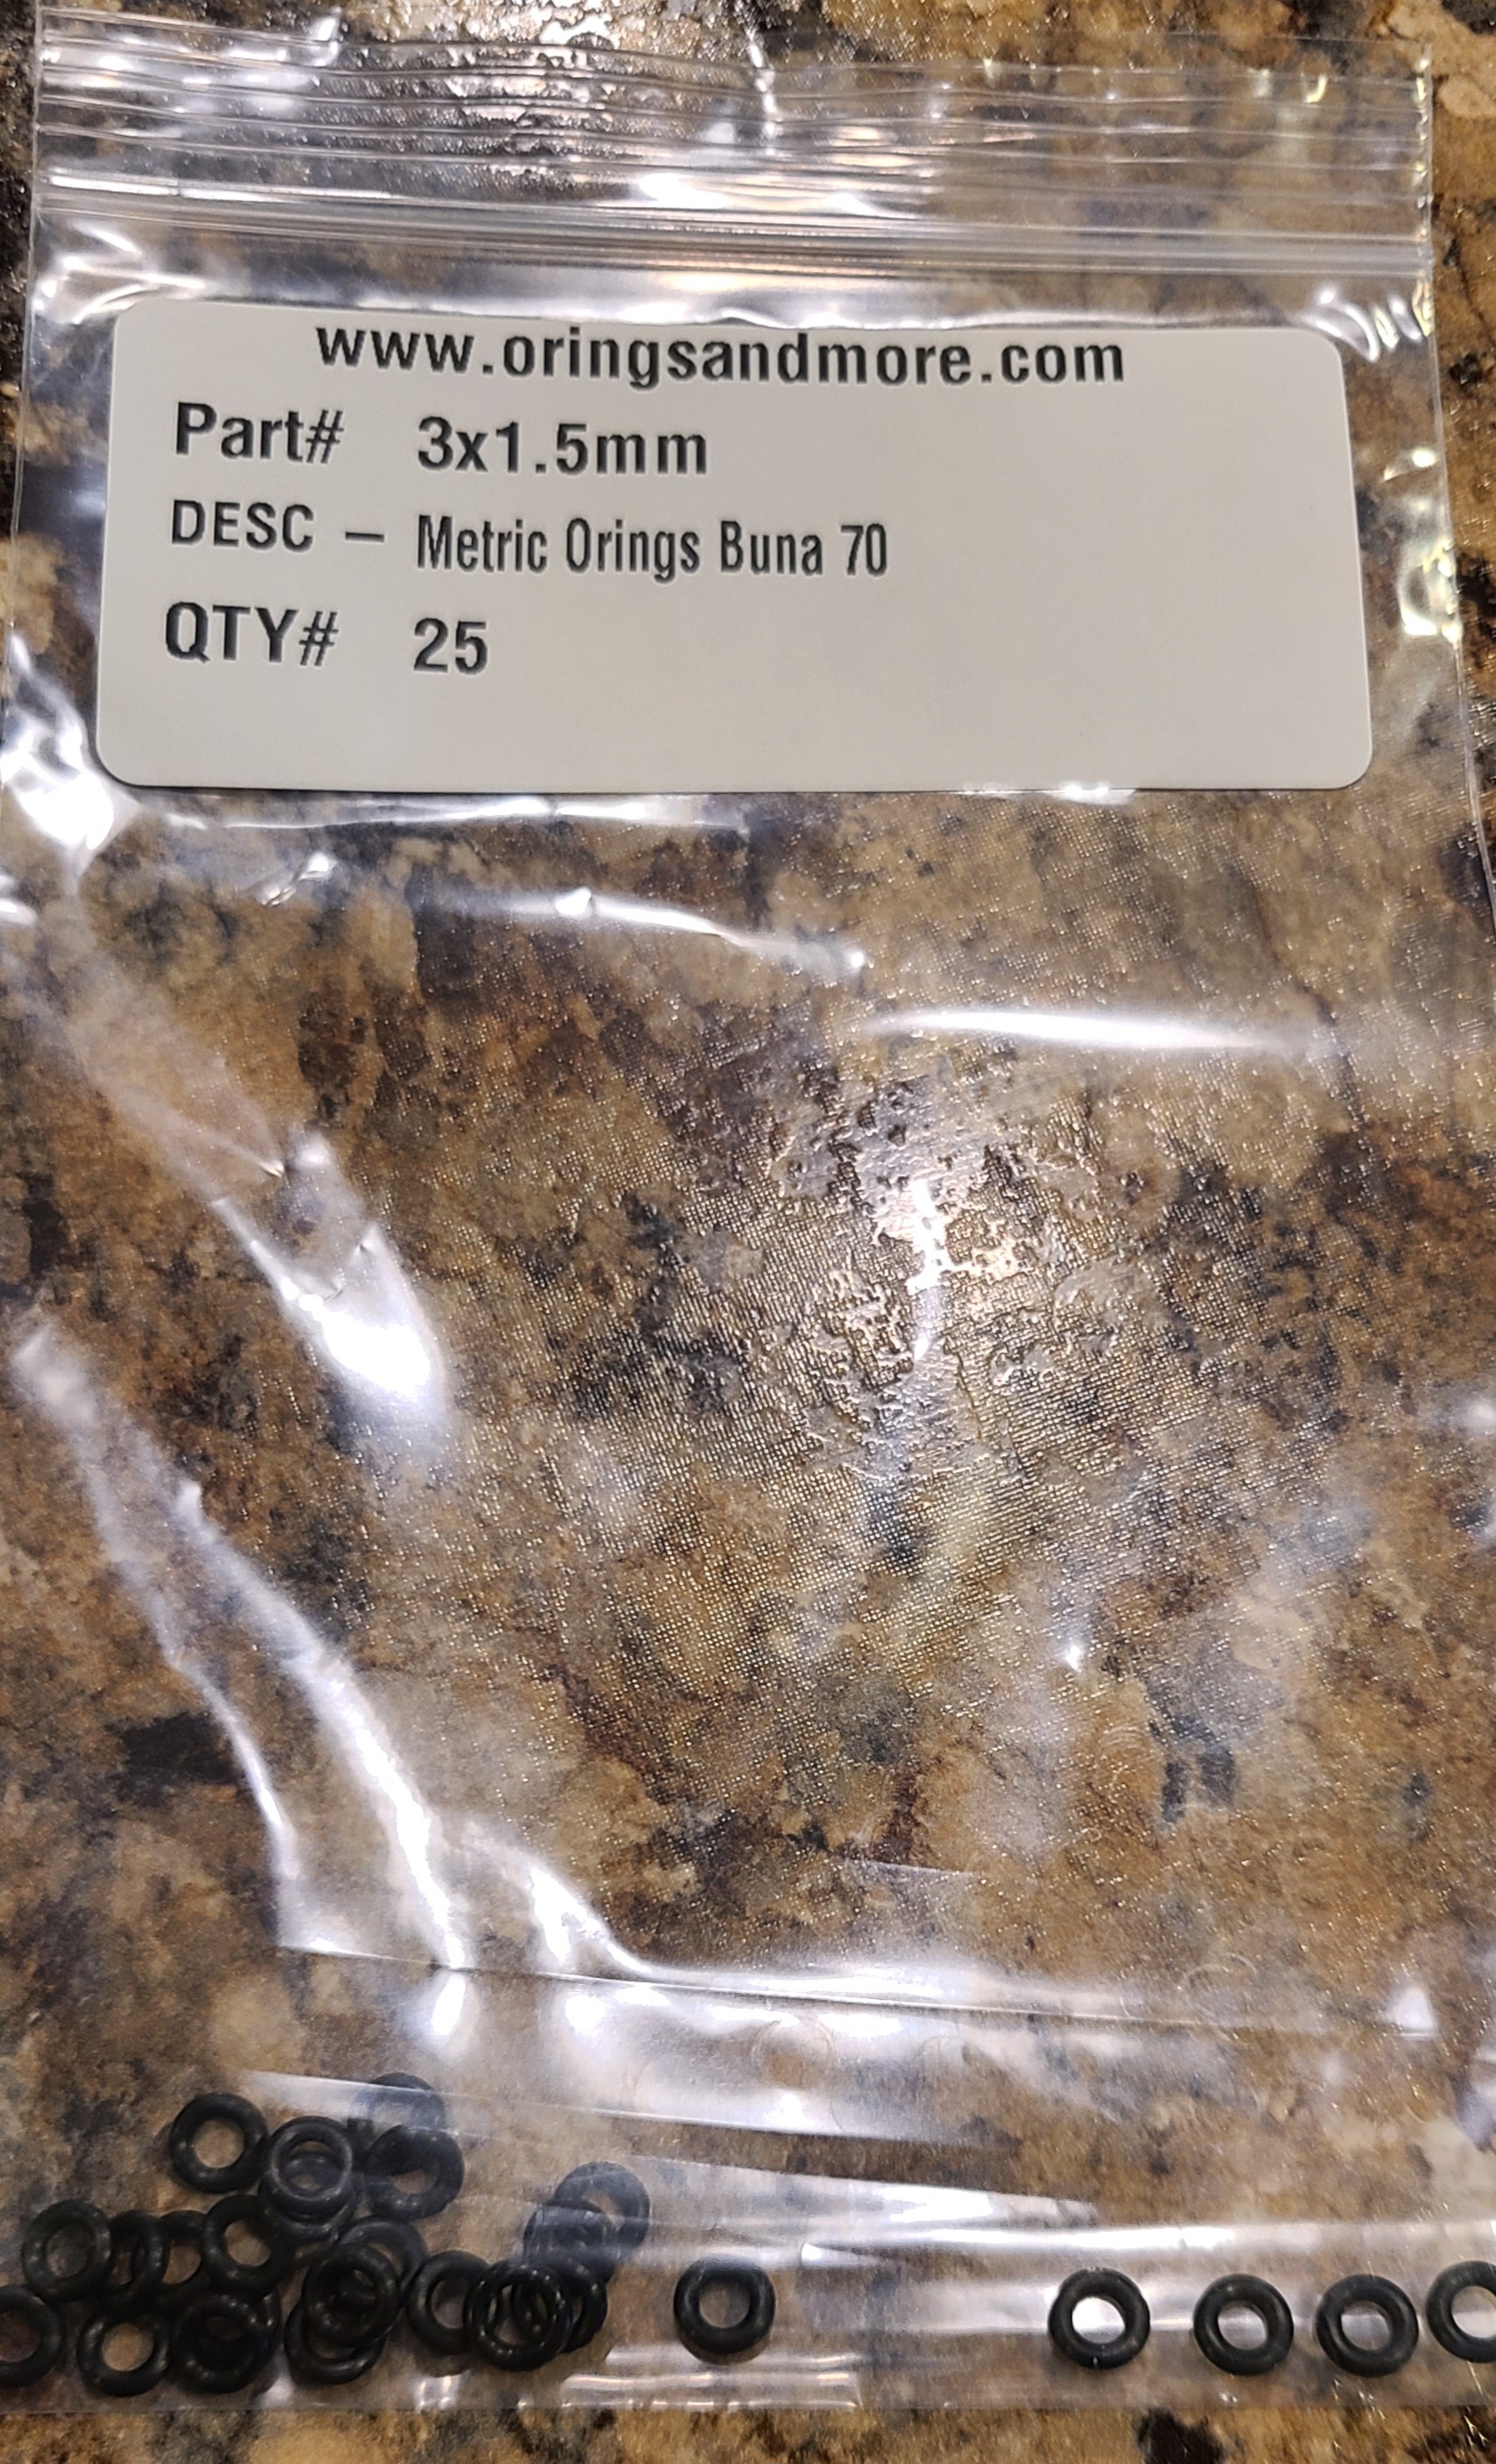 www.oringsandmore.com
Part# 3x1.5mm
DESC – Metric Orings Buna 70
QTY# 25